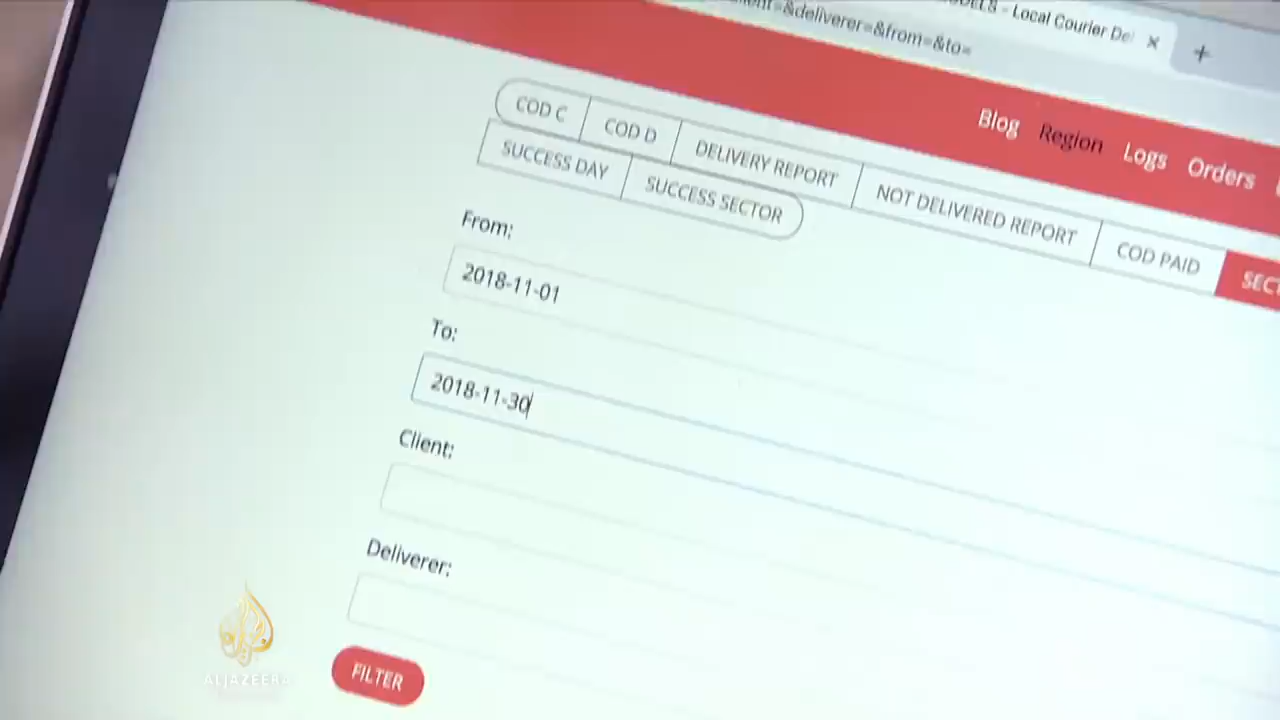 - Local Courier De
&deliverer=&from=&to=
Blog Region Logs Orders
COD C COD D DELIVERY REPORT NOT DELIVERED REPORT COD PAID
SUCCESS DAY SUCCESS SECTOR
From:
2018-11-01
To:
2018-11-30
Client:
Deliverer:
FILTER
ALJAZEERA